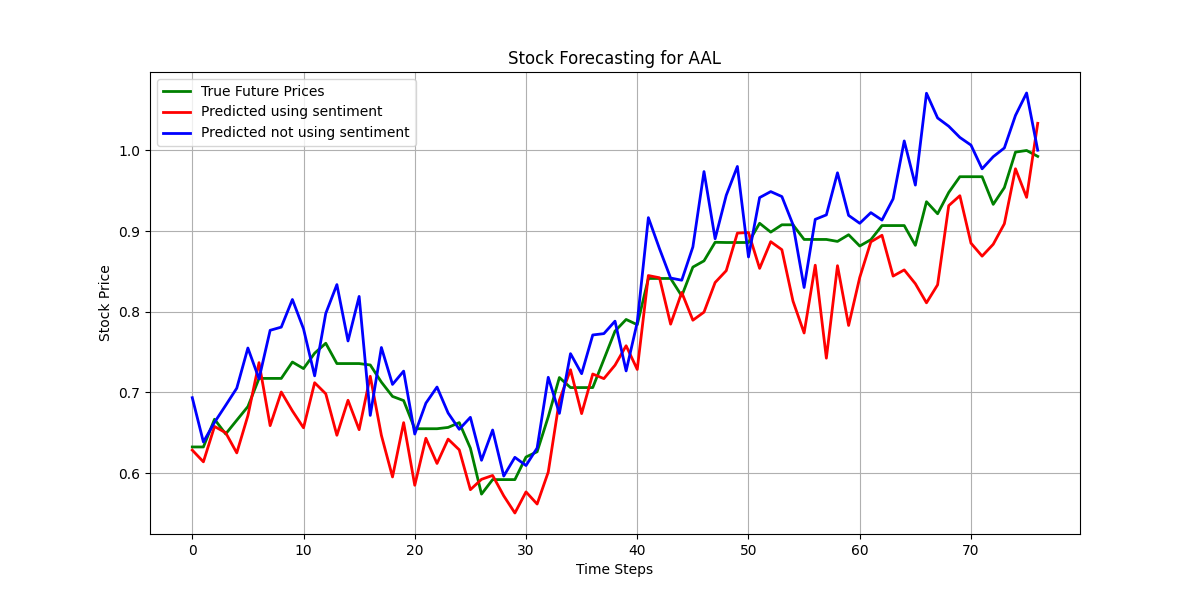 Stock Forecasting for AAL
True Future Prices
Predicted using sentiment
Predicted not using sentiment
Stock Price
1.0
0.9
0.8
0.7
0.6
0 10 20 30 40 50 60 70
Time Steps